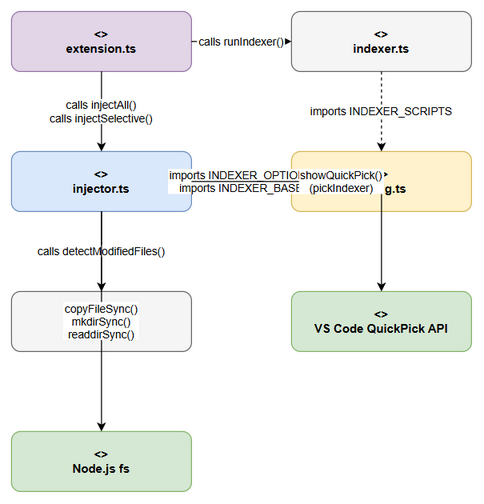 <>
extension.ts
calls runIndexer()
<>
indexer.ts
calls injectAll()
calls injectSelective()
imports INDEXER_SCRIPTS
<>
injector.ts
imports INDEXER_OPTIO
imports INDEXER_BASE
showQuickPick()
(pickIndexer)
g.ts
calls detectModifiedFiles()
copyFileSync()
mkdirSync()
readdirSync()
<>
VS Code QuickPick API
<>
Node.js fs